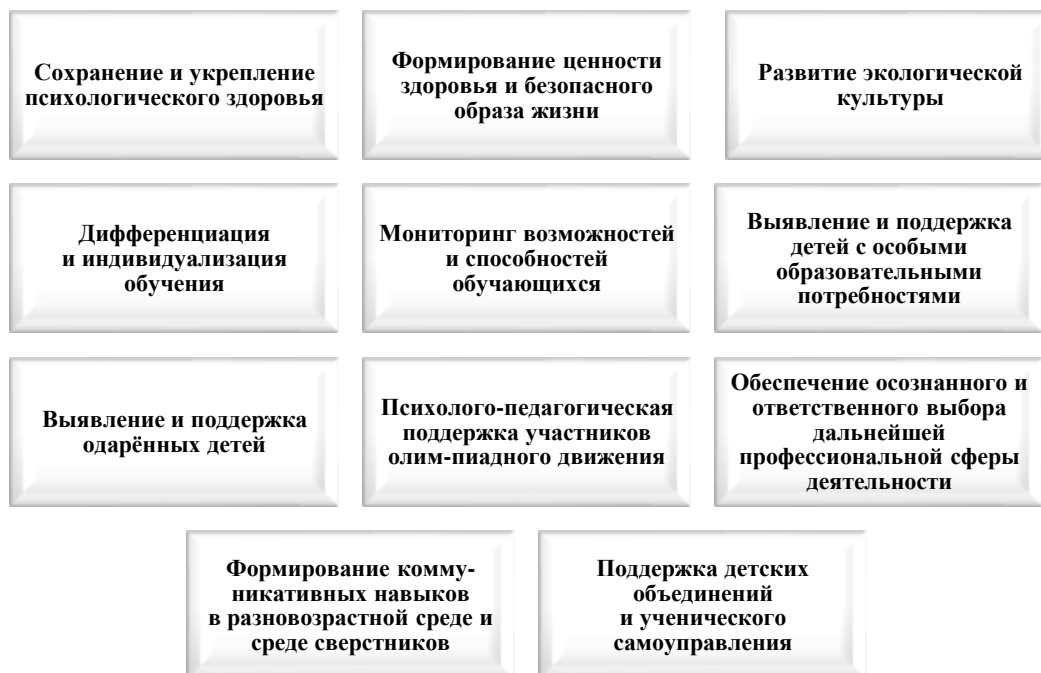 Сохранение и укрепление
психологического здоровья
Формирование ценности
здоровья и безопасного
образа жизни
Развитие экологической
культуры
Дифференциация
и индивидуализация
обучения
Мониторинг возможностей
и способностей
обучающихся
Выявление и поддержка
детей с особыми
образовательными
потребностями
Выявление и поддержка
одарённых детей
Психолого-педагогическая
поддержка участников
олим-пиадного движения
Обеспечение осознанного и
ответственного выбора
дальнейшей
профессиональной сферы
деятельности
Формирование комму-
никативных навыков
в разновозрастной среде и
среде сверстников
Поддержка детских
объединений
и ученического
самоуправления